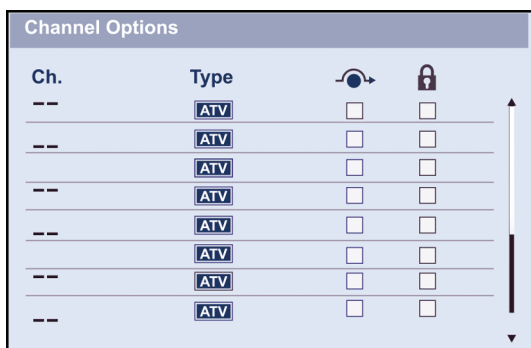 Channel Options
Ch. Type
-- ATV
-- ATV
ATV
-- ATV
-- ATV
ATV
-- ATV
-- ATV